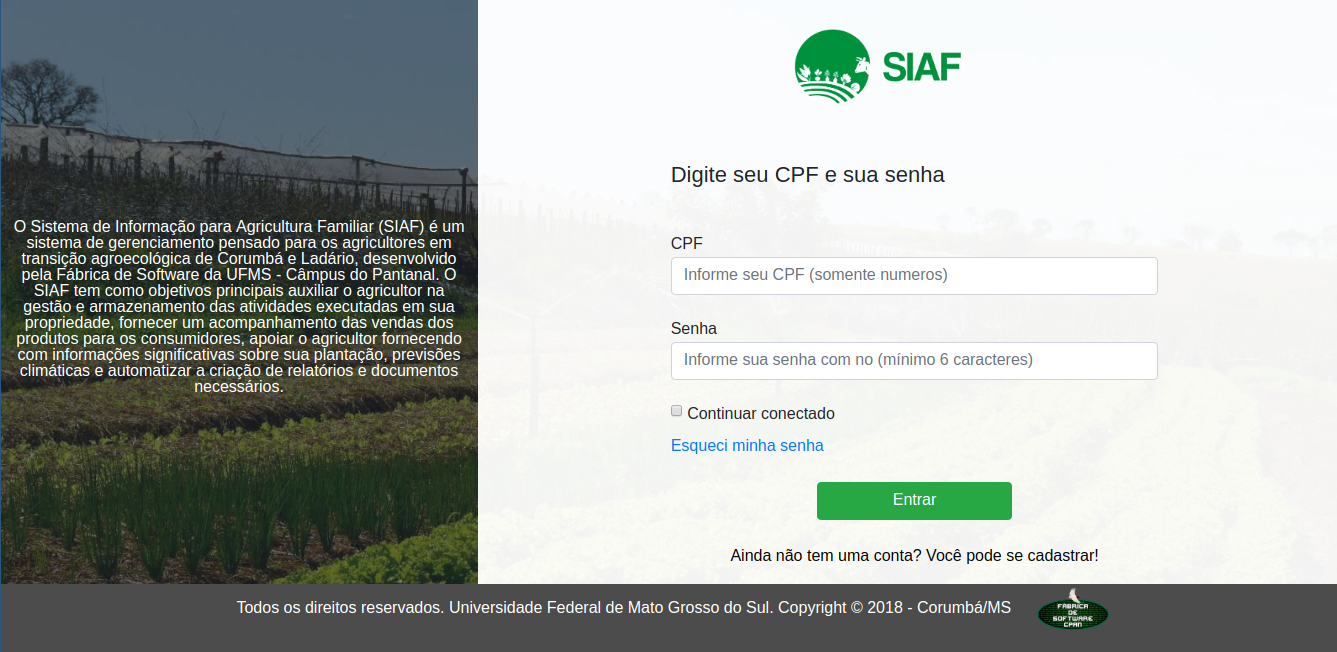 O Sistema de Informação para Agricultura Familiar (SIAF) é um
sistema de gerenciamento pensado para os agricultores em
transição agroecológica de Corumbá e Ladário, desenvolvido
pela Fábrica de Software da UFMS - Câmpus do Pantanal. O
SIAF tem como objetivos principais auxiliar o agricultor na
gestão e armazenamento das atividades executadas em sua
propriedade, fornecer um acompanhamento das vendas dos
produtos para os consumidores, apoiar o agricultor fornecendo
com informações significativas sobre sua plantação, previsões
climáticas e automatizar a criação de relatórios e documentos
necessários.
SIAF
Digite seu CPF e sua senha
CPF
Informe seu CPF (somente numeros)
Senha
Informe sua senha com no (mínimo 6 caracteres)
Continuar conectado
Esqueci minha senha
Entrar
Ainda não tem uma conta? Você pode se cadastrar!
Todos os direitos reservados. Universidade Federal de Mato Grosso do Sul. Copyright © 2018 - Corumbá/MS
FABRICA
DE
SOFTWARE
CPAN